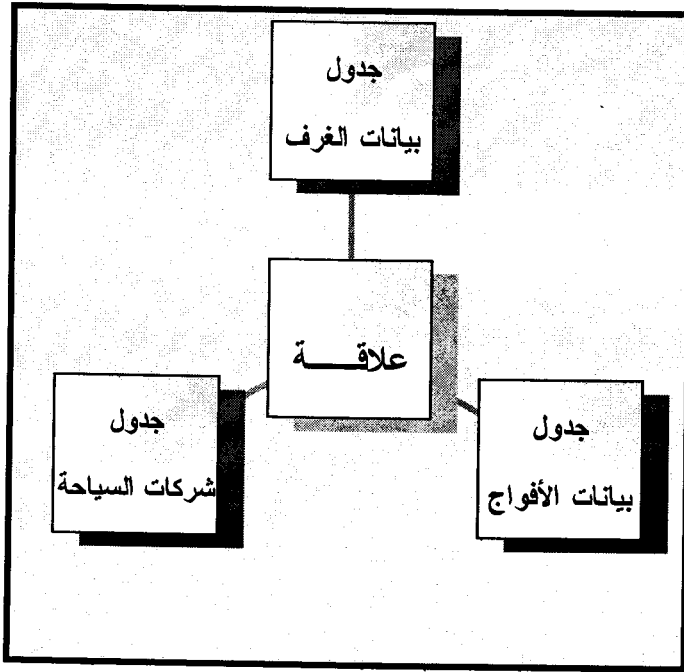 جدول
بيانات الغرف
علاقـــــة
جدول
بيانات الأفواج
جدول
شركات السياحة